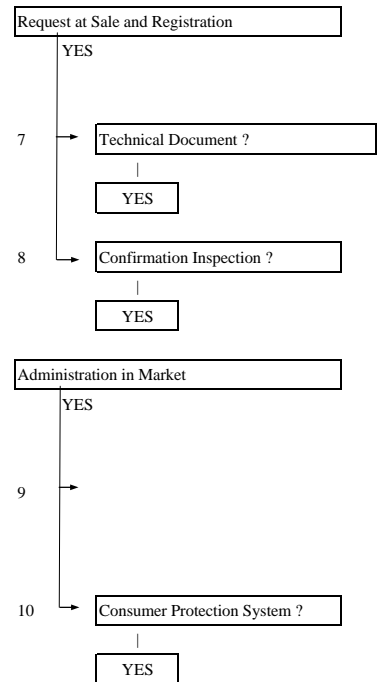 Request at Sale and Registration
YES
7
Technical Document ?
YES
8
Confirmation Inspection ?
YES
Administration in Market
YES
9
10
Consumer Protection System ?
YES